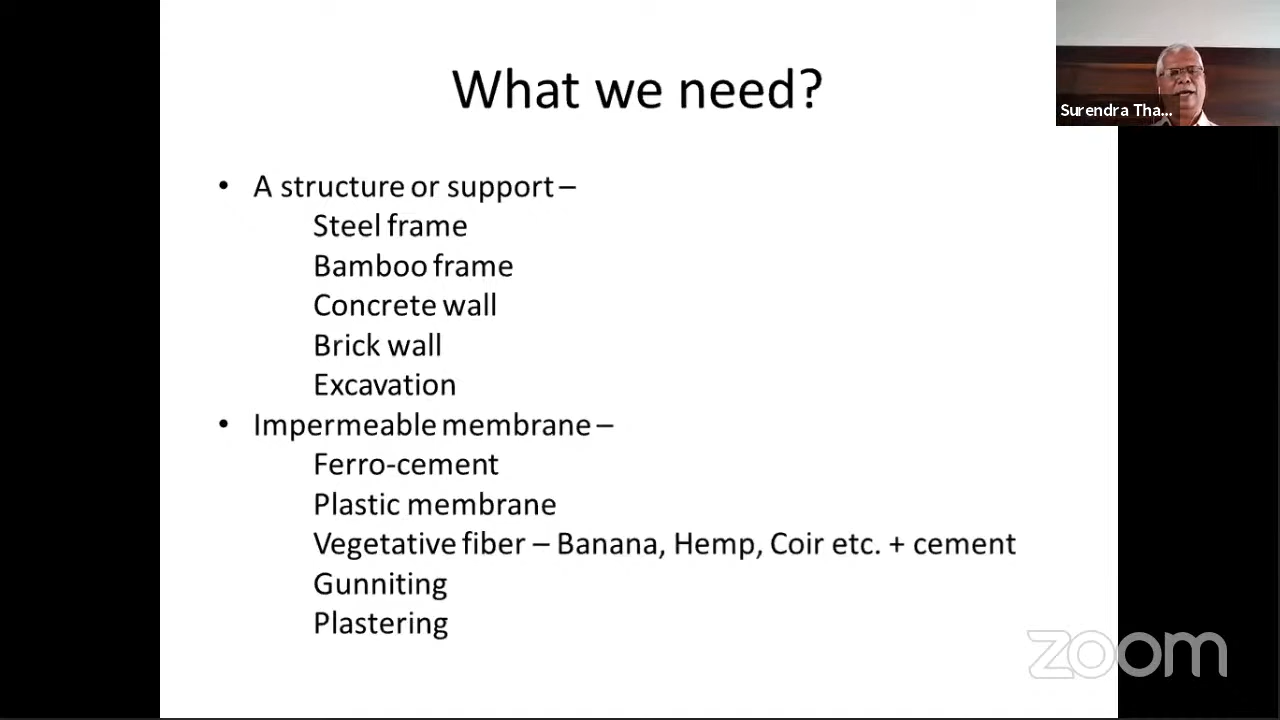 What we need?
Surendra Tha...
• A structure or support –
Steel frame
Bamboo frame
Concrete wall
Brick wall
Excavation
• Impermeable membrane –
Ferro-cement
Plastic membrane
Vegetative fiber – Banana, Hemp, Coir etc. + cement
Gunniting
Plastering
zoom